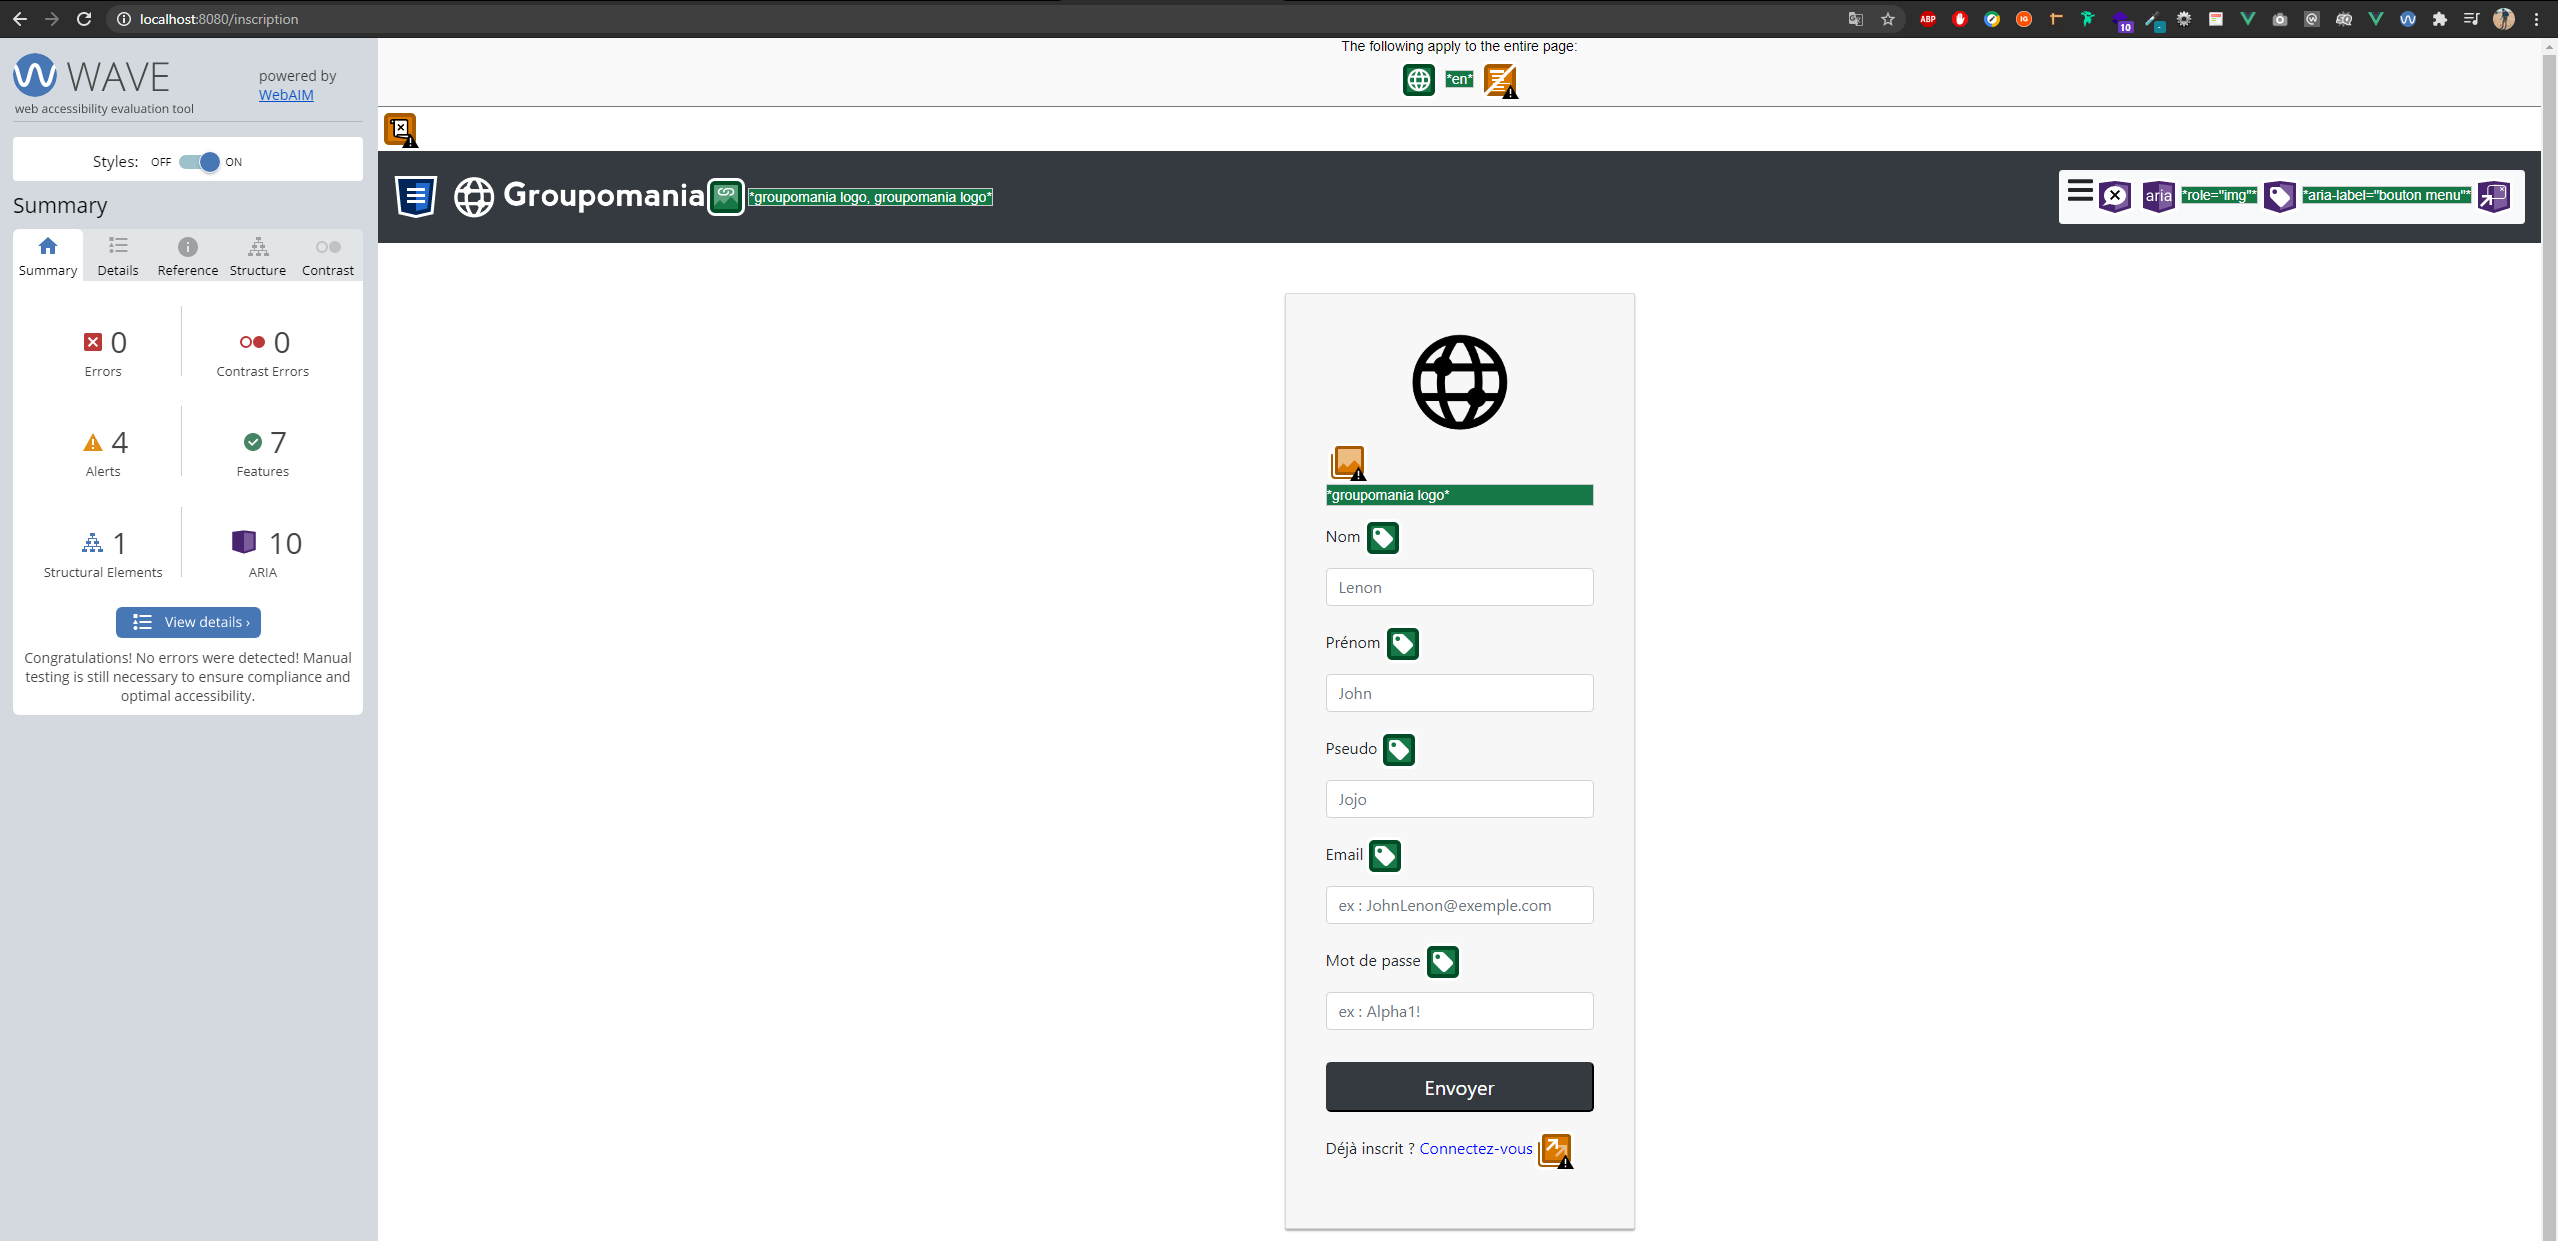 localhost:8080/inscription
ABP
IG
10
WAVE
web accessibility evaluation tool
powered by
WebAIM
Styles: OFF ON
Summary
Summary Details Reference Structure Contrast
0
Errors
0
Contrast Errors
4
Alerts
7
Features
1
Structural Elements
10
ARIA
View details ›
Congratulations! No errors were detected! Manual
testing is still necessary to ensure compliance and
optimal accessibility.
The following apply to the entire page:
*en*
Groupomania
*groupomania logo, groupomania logo*
aria
*role="img"*
*aria-label="bouton menu"*
*groupomania logo*
Nom
Lenon
Prénom
John
Pseudo
Jojo
Email
ex : JohnLenon@exemple.com
Mot de passe
ex : Alpha1!
Envoyer
Déjà inscrit ? Connectez-vous